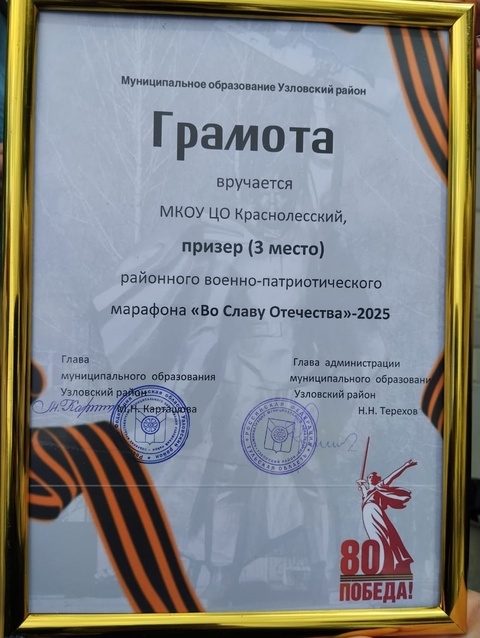 Муниципальное образование Узловский район
Грамота
вручается
МКОУ ЦО Краснолесский,
призер (3 место)
районного военно-патриотического
марафона «Во Славу Отечества»-2025
Глава
муниципального образования
Узловский район
М.Н. Карташова
Глава администрации
муниципального образовани
Узловский район
Н.Н. Терехов
80
ПОБЕДА!